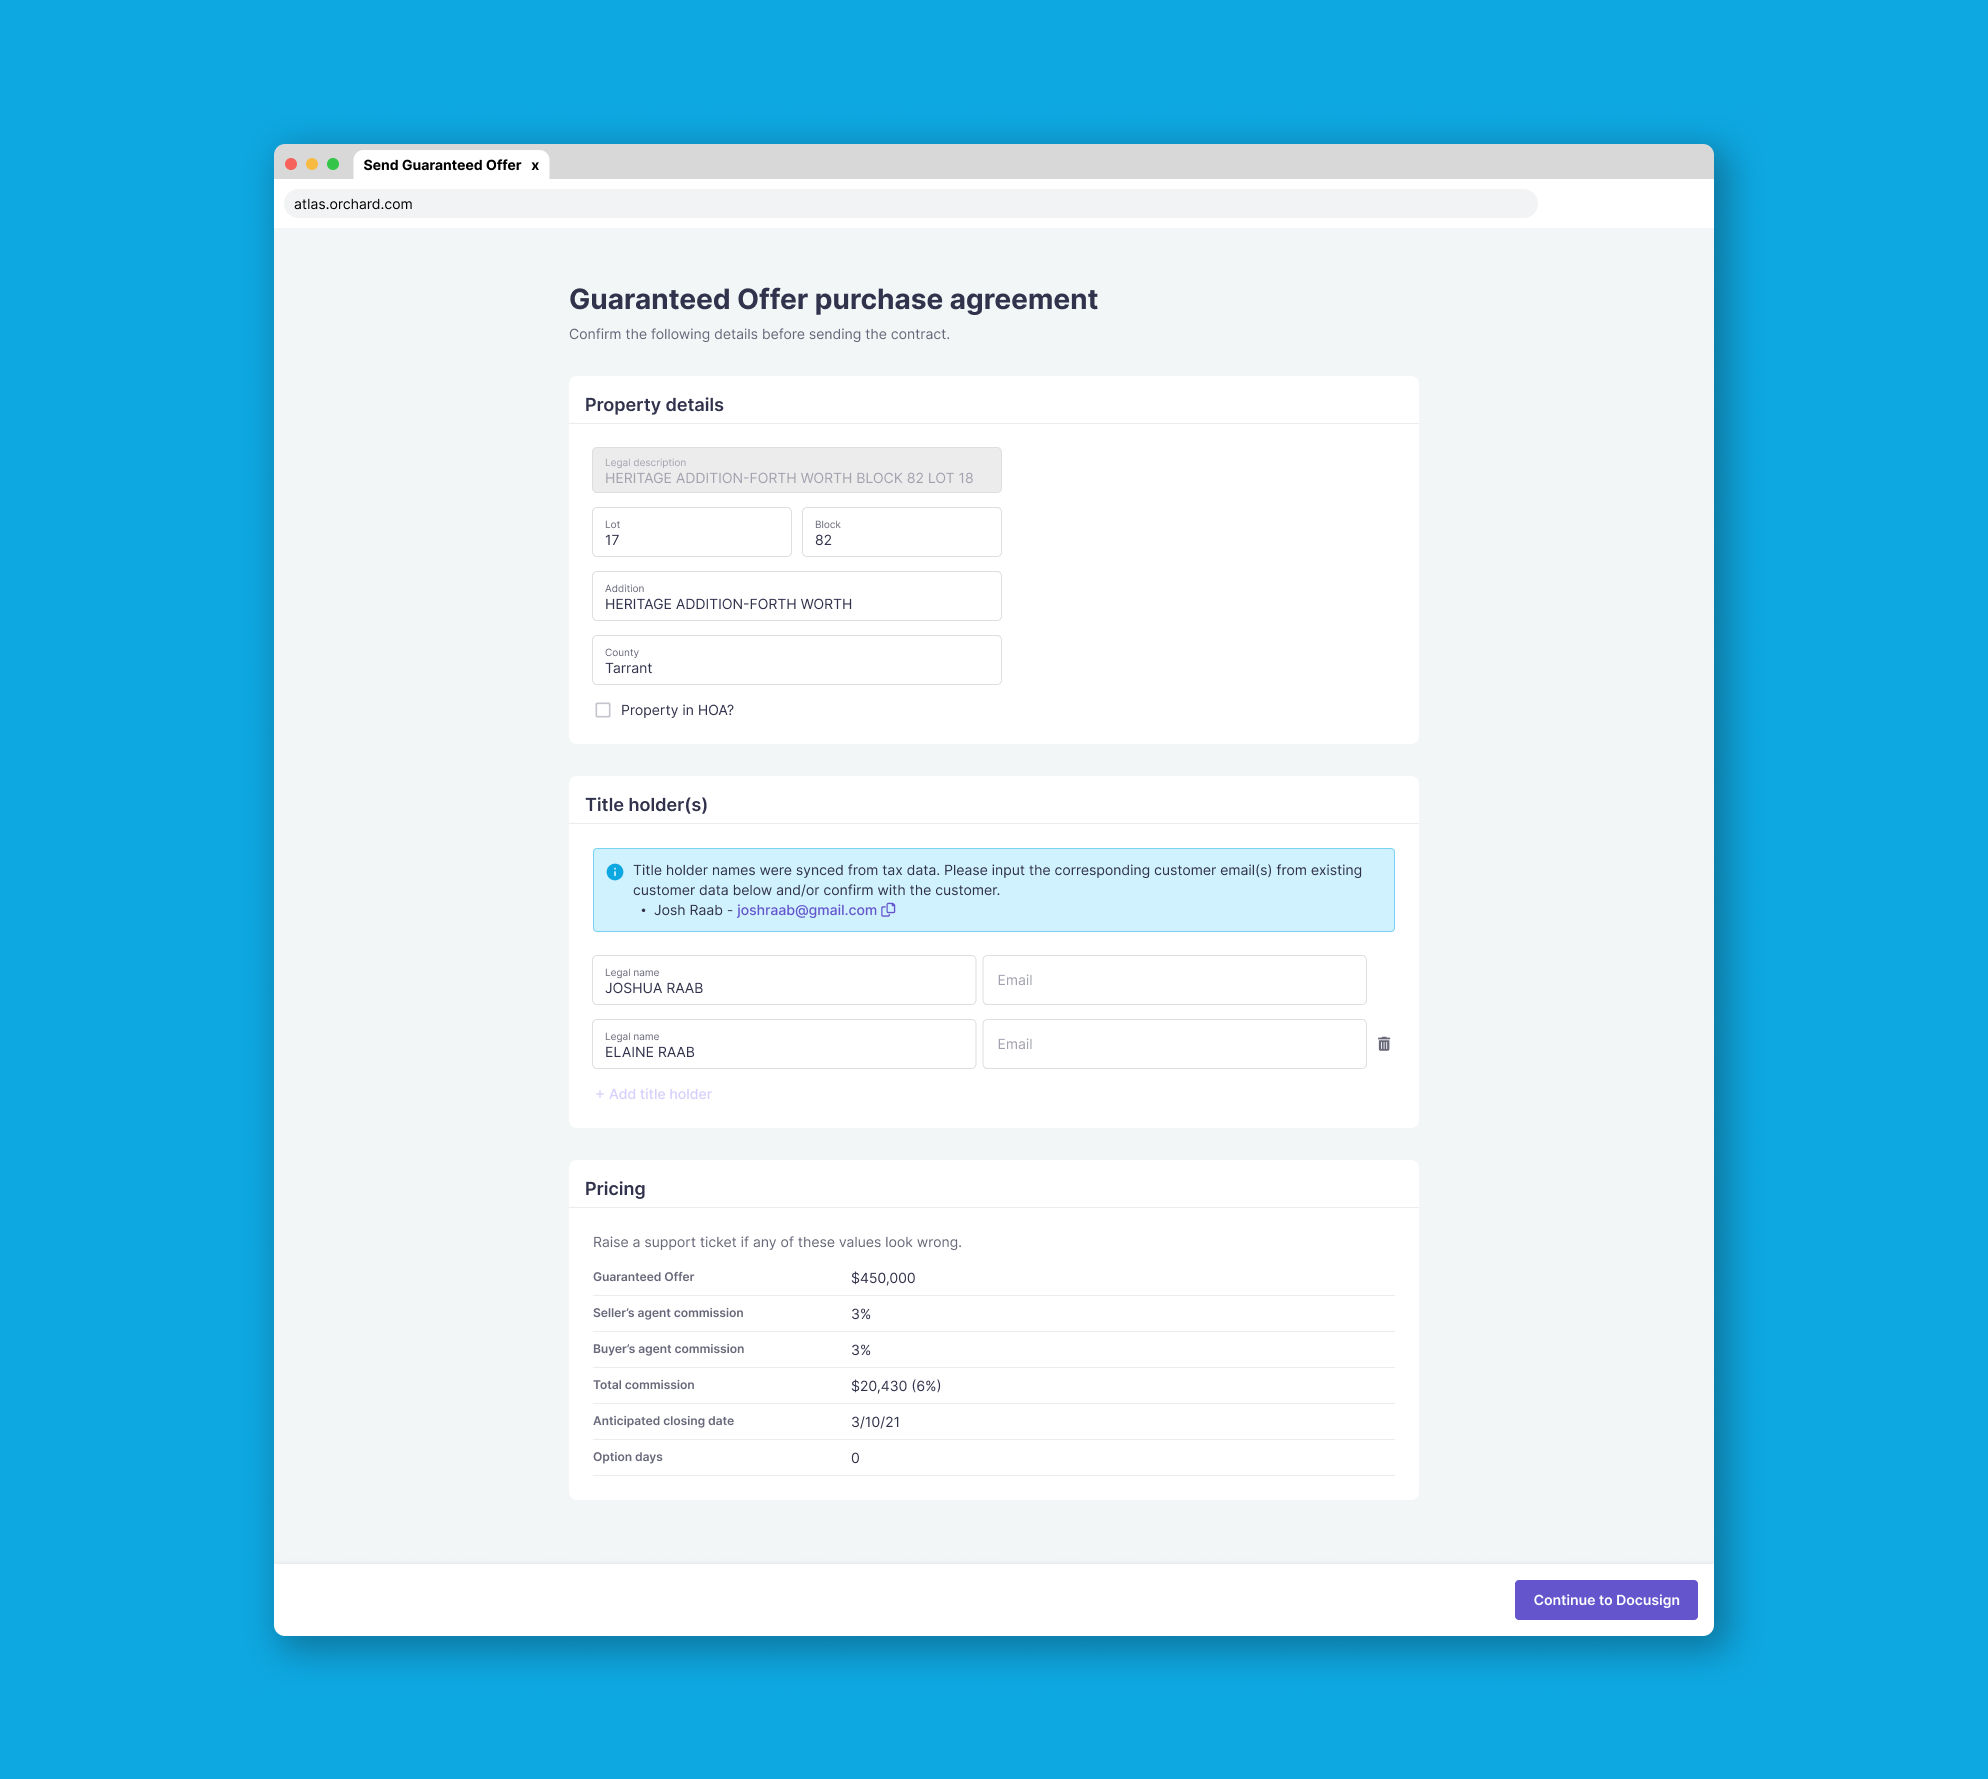 Send Guaranteed Offer x
atlas.orchard.com
Guaranteed Offer purchase agreement
Confirm the following details before sending the contract.
Property details
Legal description
HERITAGE ADDITION-FORTH WORTH BLOCK 82 LOT 18
Lot
17
Block
82
Addition
HERITAGE ADDITION-FORTH WORTH
County
Tarrant
Property in HOA?
Title holder(s)
Title holder names were synced from tax data. Please input the corresponding customer email(s) from existing
customer data below and/or confirm with the customer.
• Josh Raab - joshraab@gmail.com
Legal name
JOSHUA RAAB
Email
Legal name
ELAINE RAAB
Email
+ Add title holder
Pricing
Raise a support ticket if any of these values look wrong.
Guaranteed Offer $450,000
Seller's agent commission 3%
Buyer's agent commission 3%
Total commission $20,430 (6%)
Anticipated closing date 3/10/21
Option days 0
Continue to Docusign